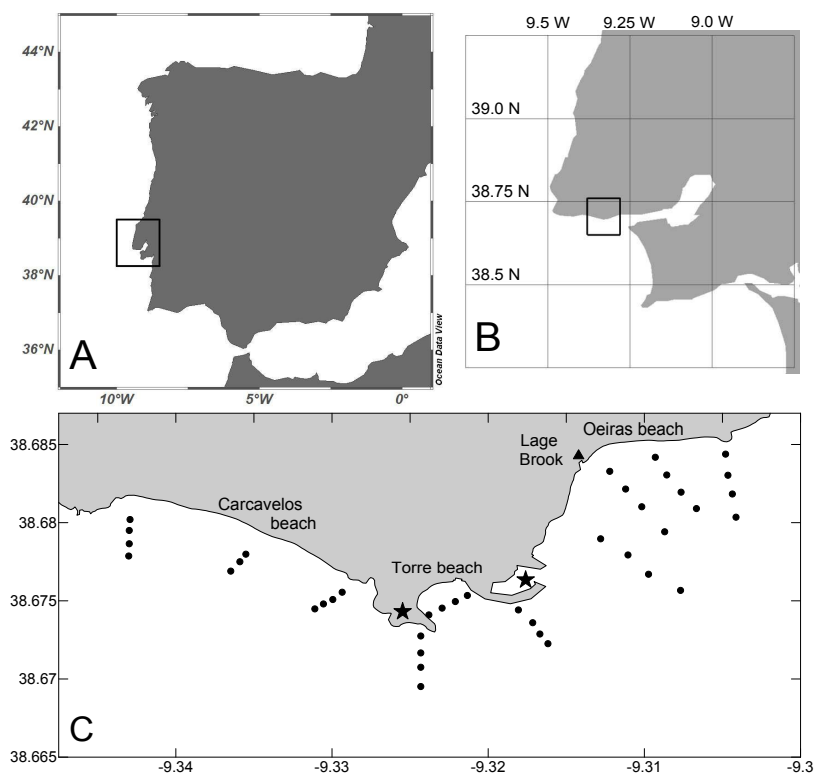 44°N
42°N
40°N
38°N
36°N
10°W
5°W
0°
A
Ocean Data View
9.5 W
9.25 W
9.0 W
39.0 N
38.75 N
38.5 N
B
38.685
38.68
38.675
38.67
38.665
Oeiras beach
Lage
Brook
Carcavelos
beach
Torre beach
C
-9.34
-9.33
-9.32
-9.31
-9.3